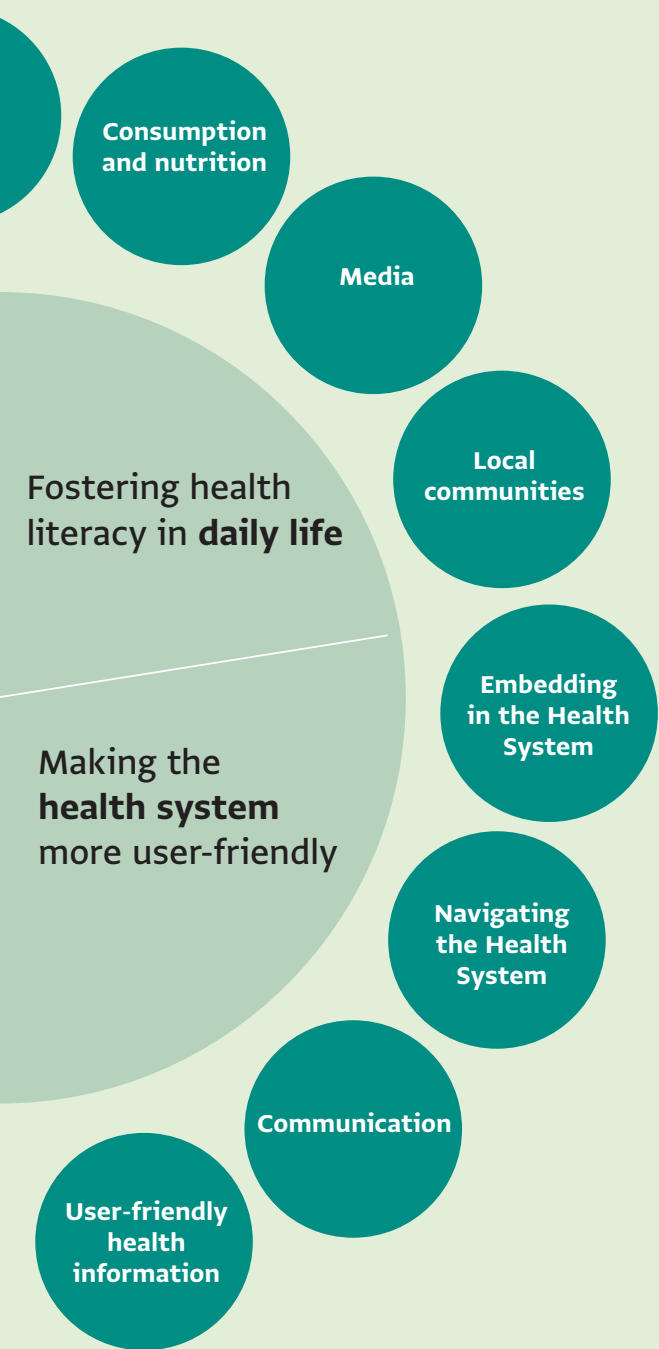 Consumption
and nutrition
Media
Local
communities
Fostering health
literacy in daily life
Embedding
in the Health
System
Making the
health system
more user-friendly
Navigating
the Health
System
Communication
User-friendly
health
information